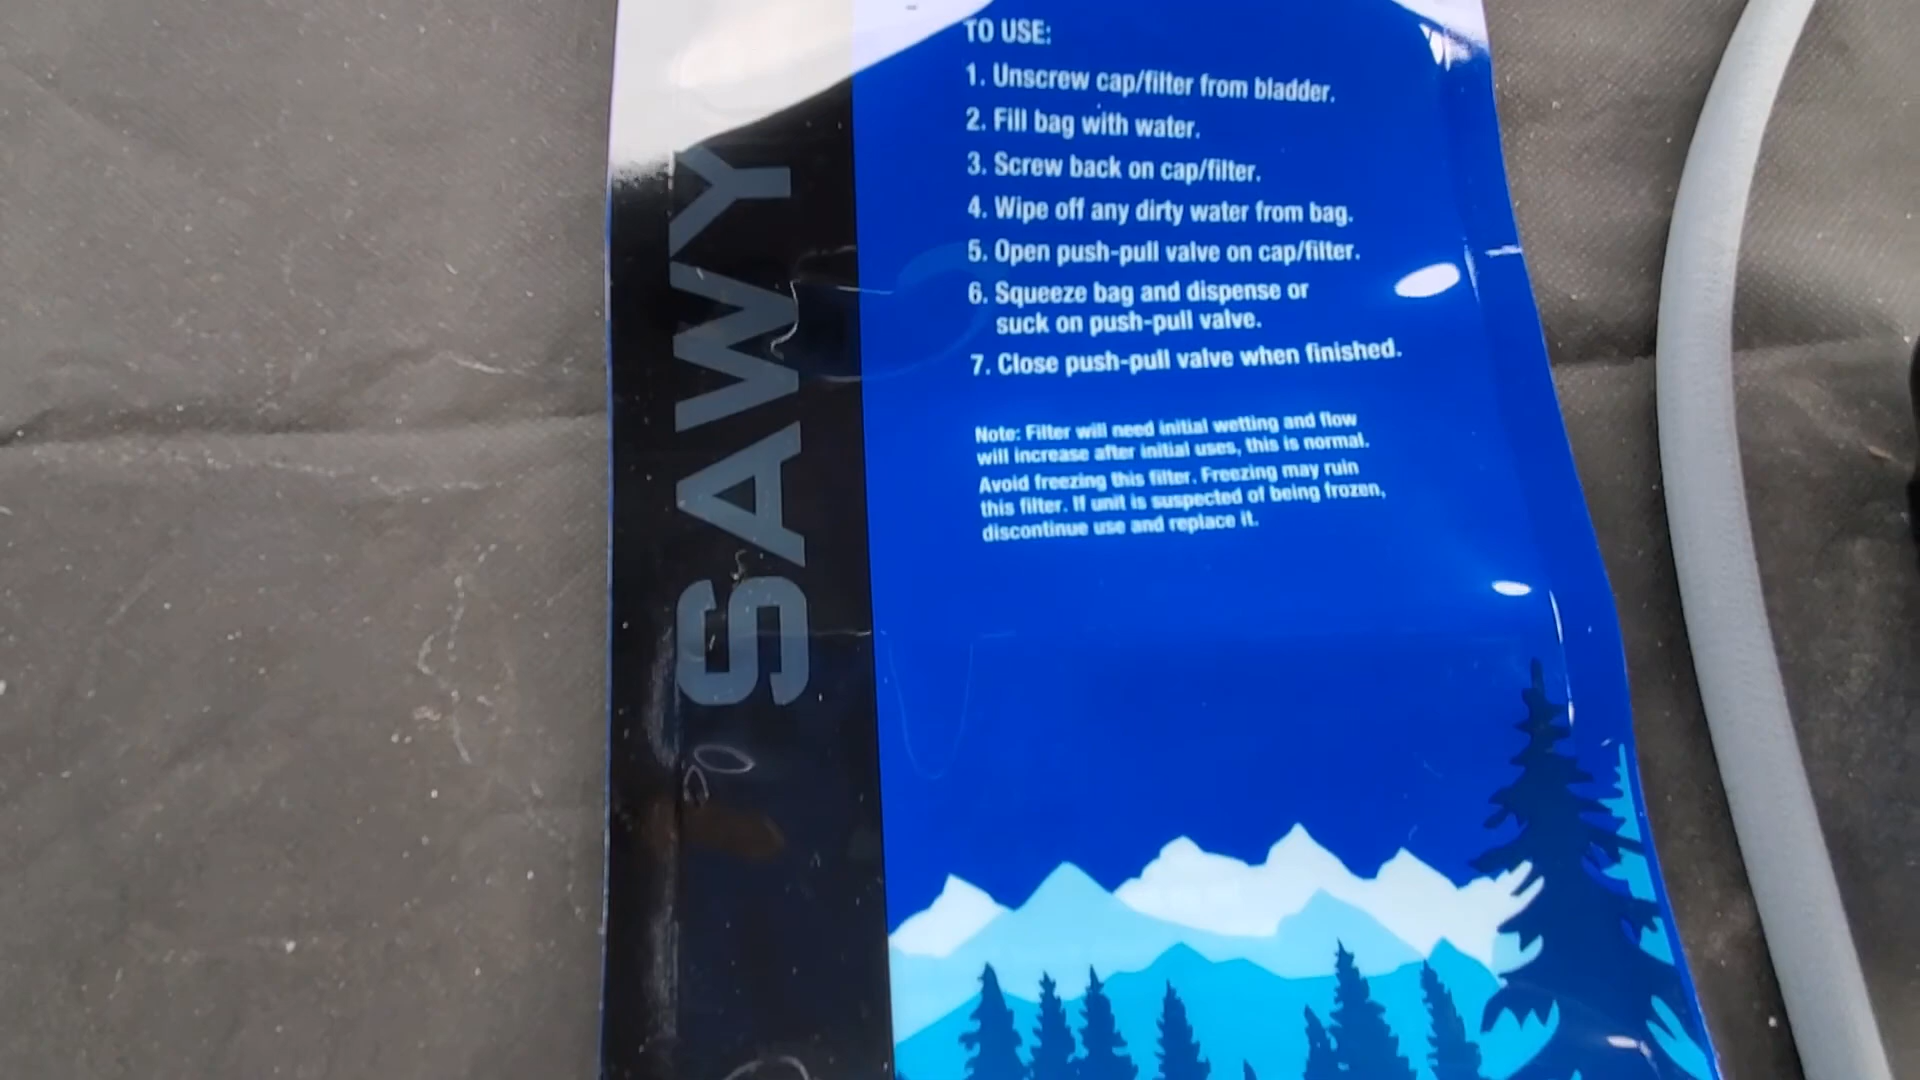 TO USE:
1. Unscrew cap/filter from bladder.
2. Fill bag with water.
3. Screw back on cap/filter.
4. Wipe off any dirty water from bag.
5. Open push-pull valve on cap/filter.
6. Squeeze bag and dispense or
suck on push-pull valve.
7. Close push-pull valve when finished.
Note: Filter will need initial wetting and flow
will increase after initial uses, this is normal.
Avoid freezing this filter. Freezing may ruin
this filter. If unit is suspected of being frozen,
discontinue use and replace it.
SAWY